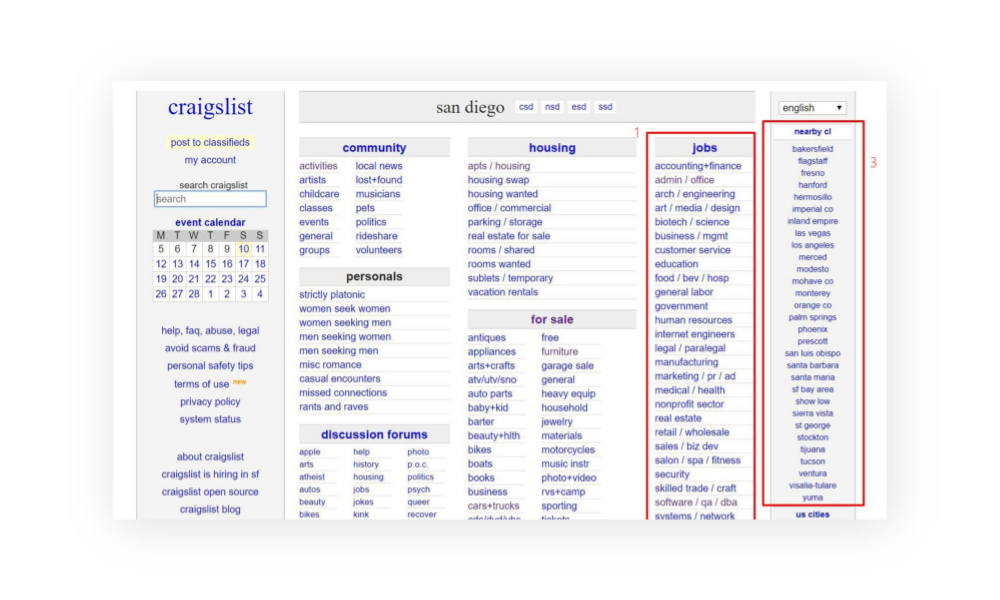 craigslist
post to classifieds
my account
search craigslist
search
event calendar
M T W T F S S
5 6 7 8 9 10 11
12 13 14 15 16 17 18
19 20 21 22 23 24 25
26 27 28 1 2 3 4
help, faq, abuse, legal
avoid scams & fraud
personal safety tips
terms of use new
privacy policy
system status
about craigslist
craigslist is hiring in sf
craigslist open source
craigslist blog
san diego csd nsd esd ssd
community
activities local news
artists lost+found
childcare musicians
classes pets
events politics
general rideshare
groups volunteers
personals
strictly platonic
women seek women
women seeking men
men seeking women
men seeking men
misc romance
casual encounters
missed connections
rants and raves
discussion forums
apple help photo
arts history p.o.c.
atheist housing politics
autos jobs psych
beauty jokes queer
bikes kink recover
housing
apts / housing
housing swap
housing wanted
office / commercial
parking / storage
real estate for sale
rooms / shared
rooms wanted
sublets / temporary
vacation rentals
for sale
antiques free
appliances furniture
arts+crafts garage sale
atv/utv/sno general
auto parts heavy equip
baby+kid household
barter jewelry
beauty+hlth materials
bikes motorcycles
boats music instr
books photo+video
business rvs+camp
cars+trucks sporting
cds/dvd/vhs tickets
1
jobs
accounting+finance
admin / office
arch / engineering
art / media / design
biotech / science
business / mgmt
customer service
education
food / bev / hosp
general labor
government
human resources
internet engineers
legal / paralegal
manufacturing
marketing / pr / ad
medical / health
nonprofit sector
real estate
retail / wholesale
sales / biz dev
salon / spa / fitness
security
skilled trade / craft
software / qa / dba
systems / network
english
3
nearby cl
bakersfield
flagstaff
fresno
hanford
hermosillo
imperial co
inland empire
las vegas
los angeles
merced
modesto
mohave co
monterey
orange co
palm springs
phoenix
prescott
san luis obispo
santa barbara
santa maria
sf bay area
show low
sierra vista
st george
stockton
tijuana
tucson
ventura
visalia-tulare
yuma
us cities